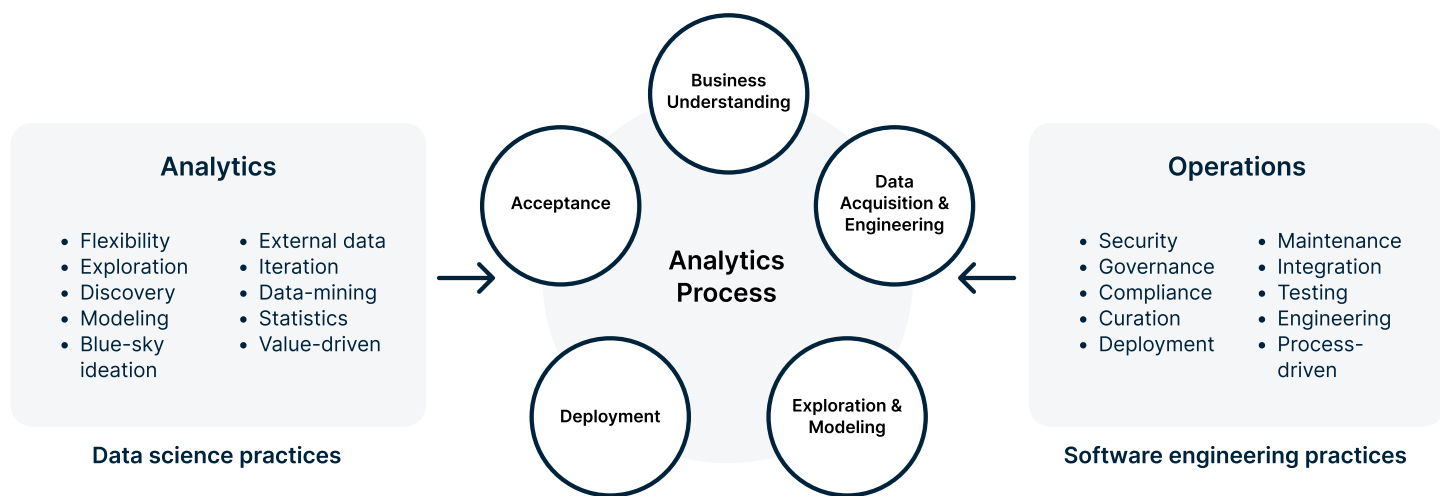 Analytics
Flexibility
Exploration
Discovery
Modeling
Blue-sky
ideation
External data
Iteration
Data-mining
Statistics
Value-driven
Data science practices
Business
Understanding
Data
Acquisition &
Engineering
Exploration &
Modeling
Deployment
Acceptance
Analytics
Process
Operations
Security
Governance
Compliance
Curation
Deployment
Maintenance
Integration
Testing
Engineering
Process-
driven
Software engineering practices